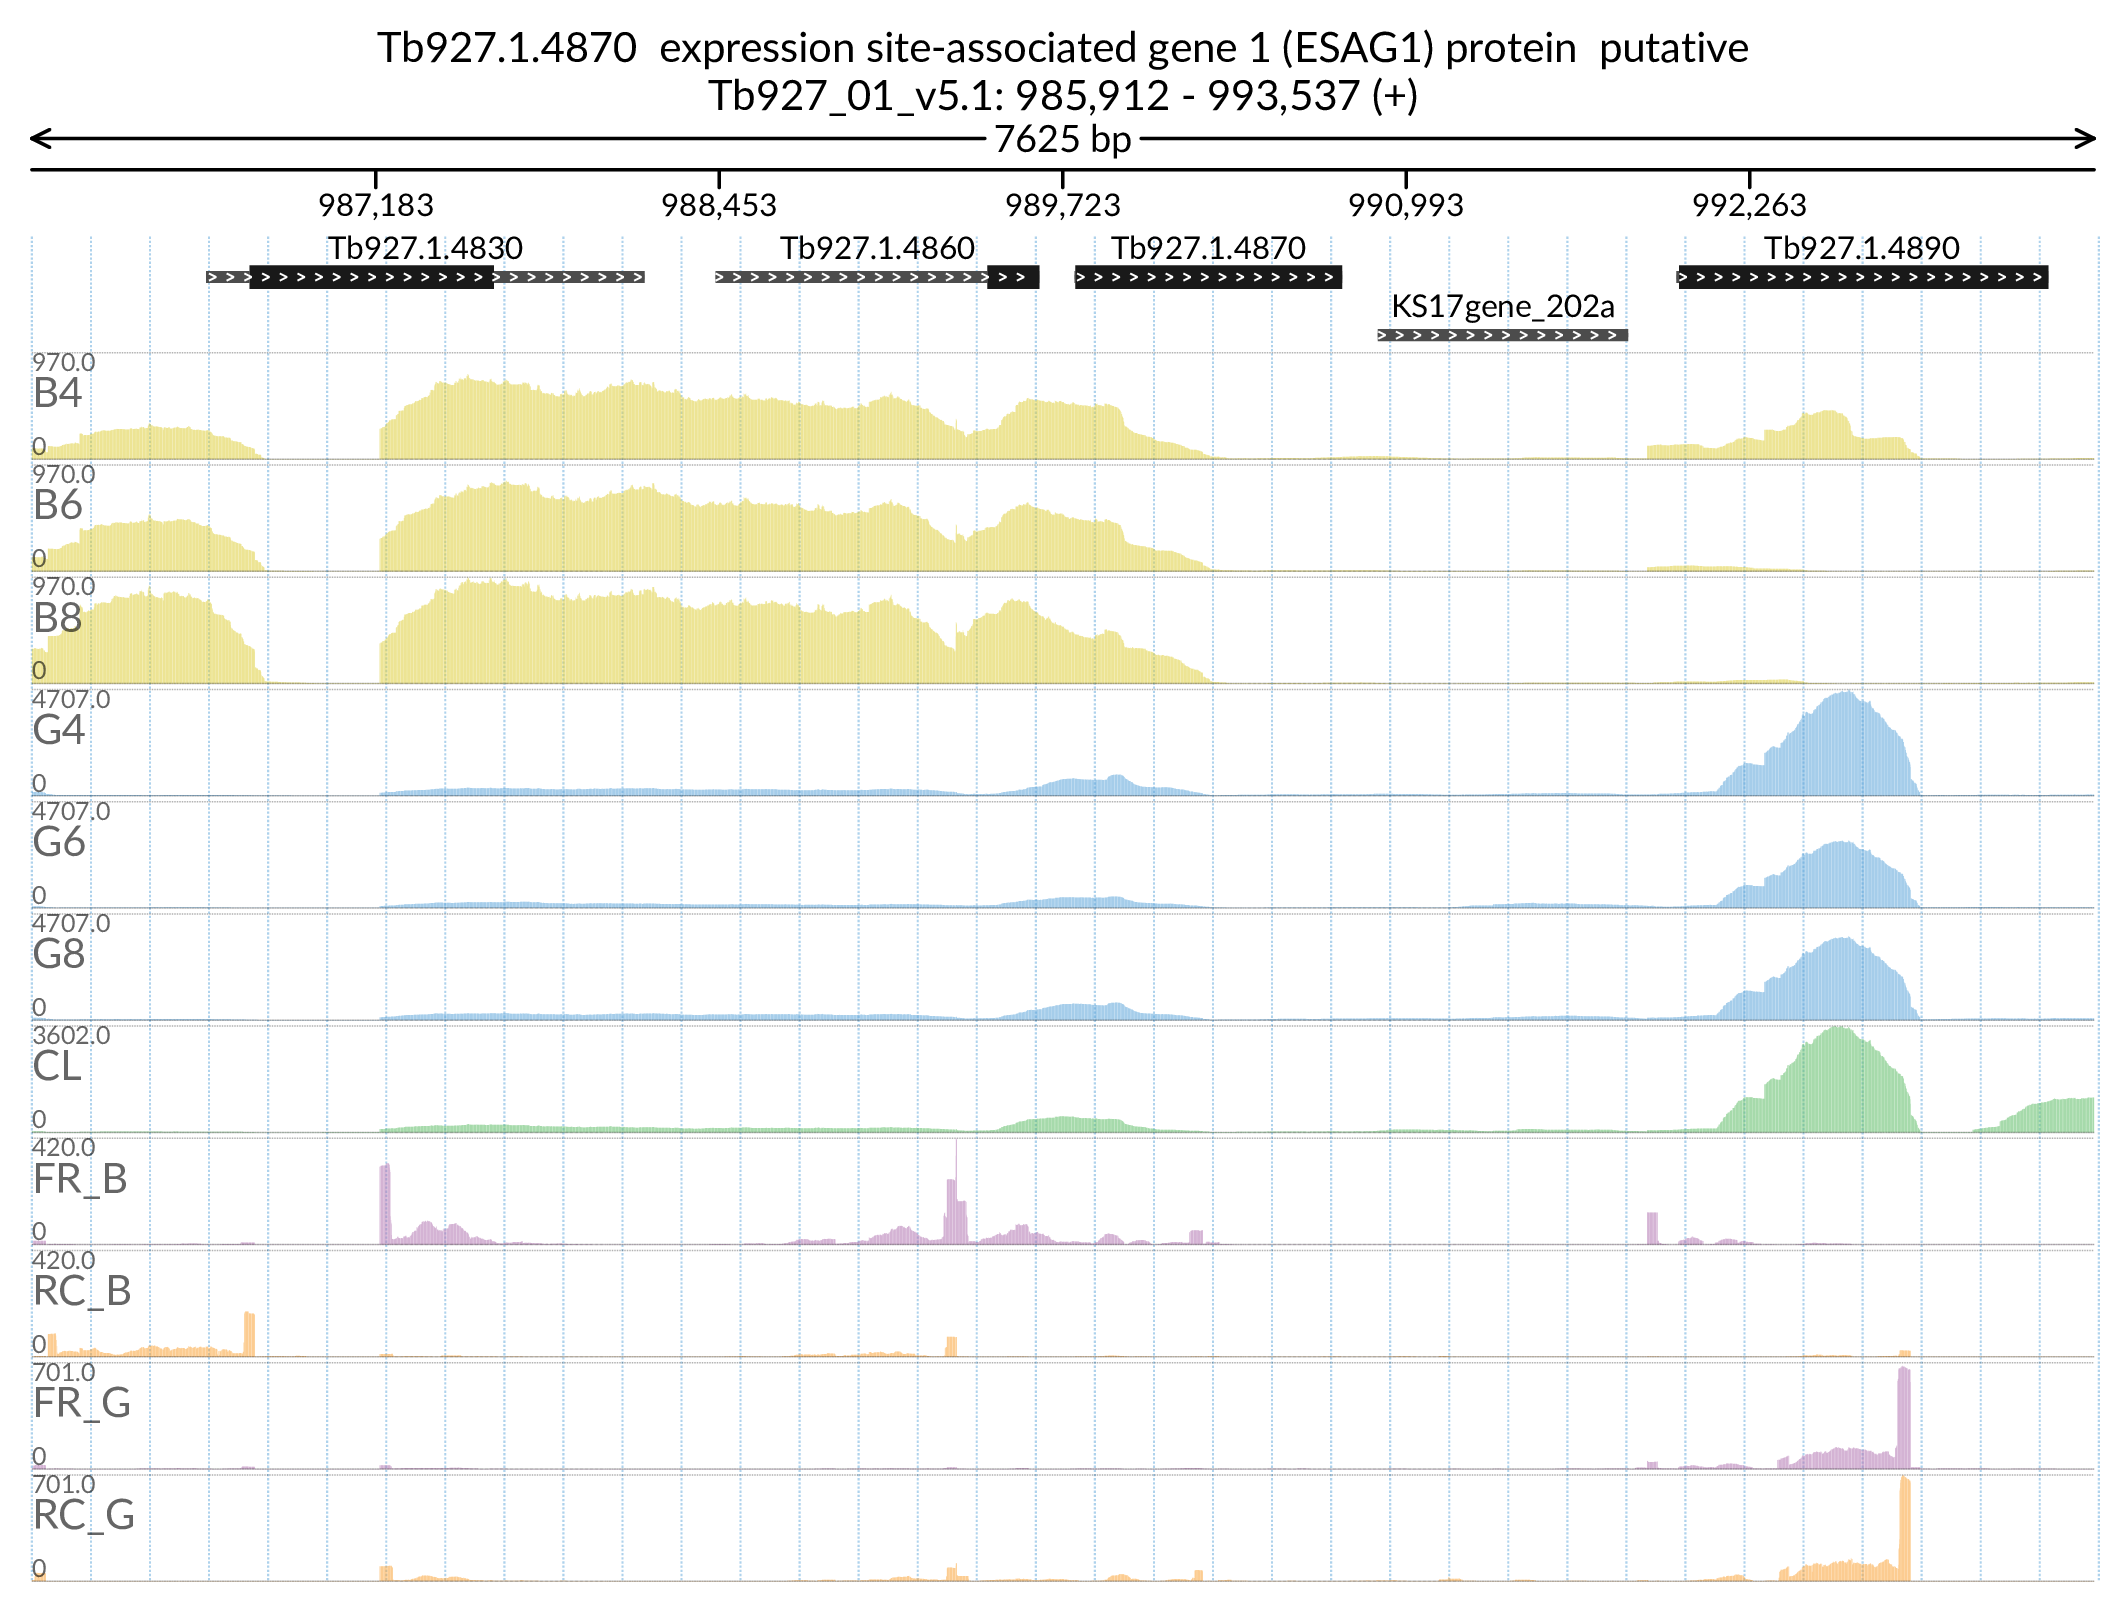 Tb927.1.4870  expression site-associated gene 1 (ESAG1) protein  putative
Tb927_01_v5.1: 985,912 - 993,537 (+)
7625 bp
987,183 988,453 989,723 990,993 992,263
Tb927.1.4830 Tb927.1.4860 Tb927.1.4870 Tb927.1.4890
KS17gene_202a
970.0
B4
0
970.0
B6
0
970.0
B8
0
4707.0
G4
0
4707.0
G6
0
4707.0
G8
0
3602.0
CL
0
420.0
FR_B
0
420.0
RC_B
0
701.0
FR_G
0
701.0
RC_G
0